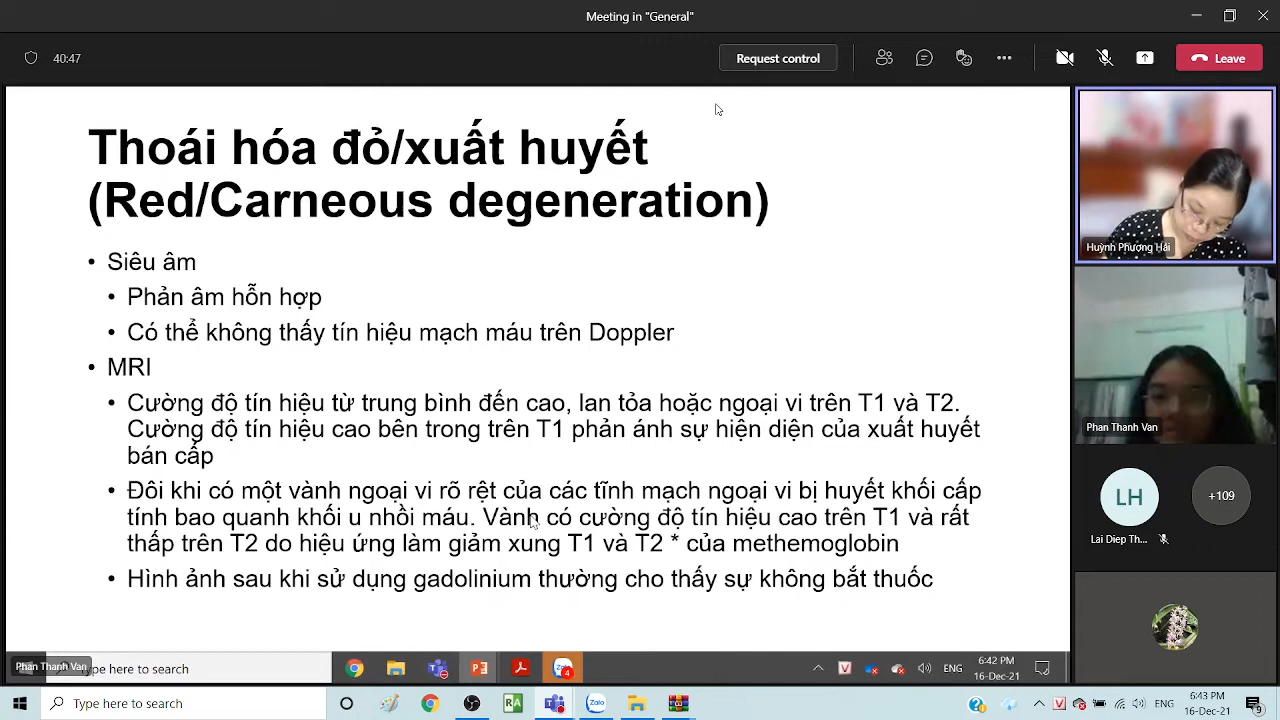 Meeting in "General"
40:47
Request control
Leave
Thoái hóa đỏ/xuất huyết
(Red/Carneous degeneration)
• Siêu âm
• Phản âm hỗn hợp
• Có thể không thấy tín hiệu mạch máu trên Doppler
• MRI
• Cường độ tín hiệu từ trung bình đến cao, lan tỏa hoặc ngoại vi trên T1 và T2.
Cường độ tín hiệu cao bên trong trên T1 phản ánh sự hiện diện của xuất huyết
bán cấp
• Đôi khi có một vành ngoại vi rõ rệt của các tĩnh mạch ngoại vi bị huyết khối cấp
tính bao quanh khối u nhồi máu. Vành có cường độ tín hiệu cao trên T1 và rất
thấp trên T2 do hiệu ứng làm giảm xung T1 và T2 * của methemoglobin
• Hình ảnh sau khi sử dụng gadolinium thường cho thấy sự không bắt thuốc
Huỳnh Phượng Hải
Phan Thanh Van
LH
+109
Lai Diep Th...
Phan Thanh Van
ype here to search
4
ENG
6:42 PM
16-Dec-21
Type here to search
RA
Zalo
ENG
6:43 PM
16-Dec-21
9